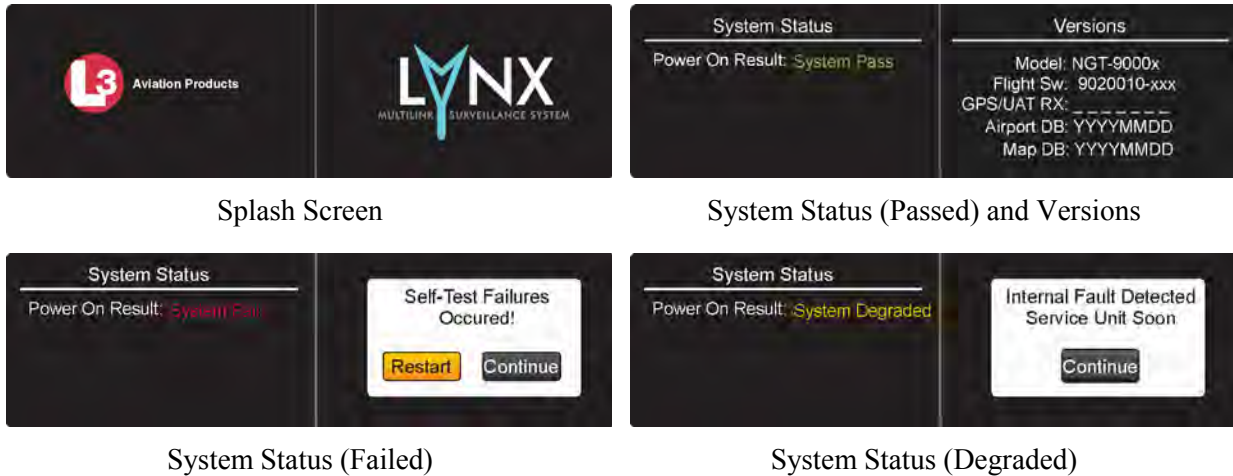 L3 Aviation Products
LYNX
MULTILINK SURVEILLANCE SYSTEM
Splash Screen
System Status
Power On Result: System Pass
Versions
Model: NGT-9000x
Flight Sw: 9020010-xxx
GPS/UAT RX: _ _ _ _ _ _ _
Airport DB: YYYYMMDD
Map DB: YYYYMMDD
System Status (Passed) and Versions
System Status
Power On Result: System Fail
Self-Test Failures
Occured!
Restart Continue
System Status (Failed)
System Status
Power On Result: System Degraded
Internal Fault Detected
Service Unit Soon
Continue
System Status (Degraded)